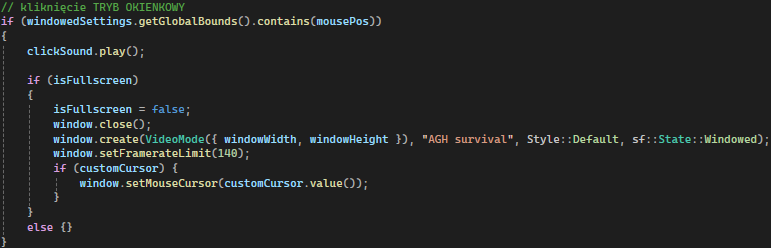 // kliknięcie TRYB OKIENKOWY
if (windowedSettings.getGlobalBounds().contains(mousePos))
{
clickSound.play();
if (isFullscreen)
{
isFullscreen = false;
window.close();
window.create(VideoMode({ windowWidth, windowHeight }), "AGH survival", Style::Default, sf::State::Windowed);
window.setFramerateLimit(140);
if (customCursor) {
window.setMouseCursor(customCursor.value());
}
}
else {}
}